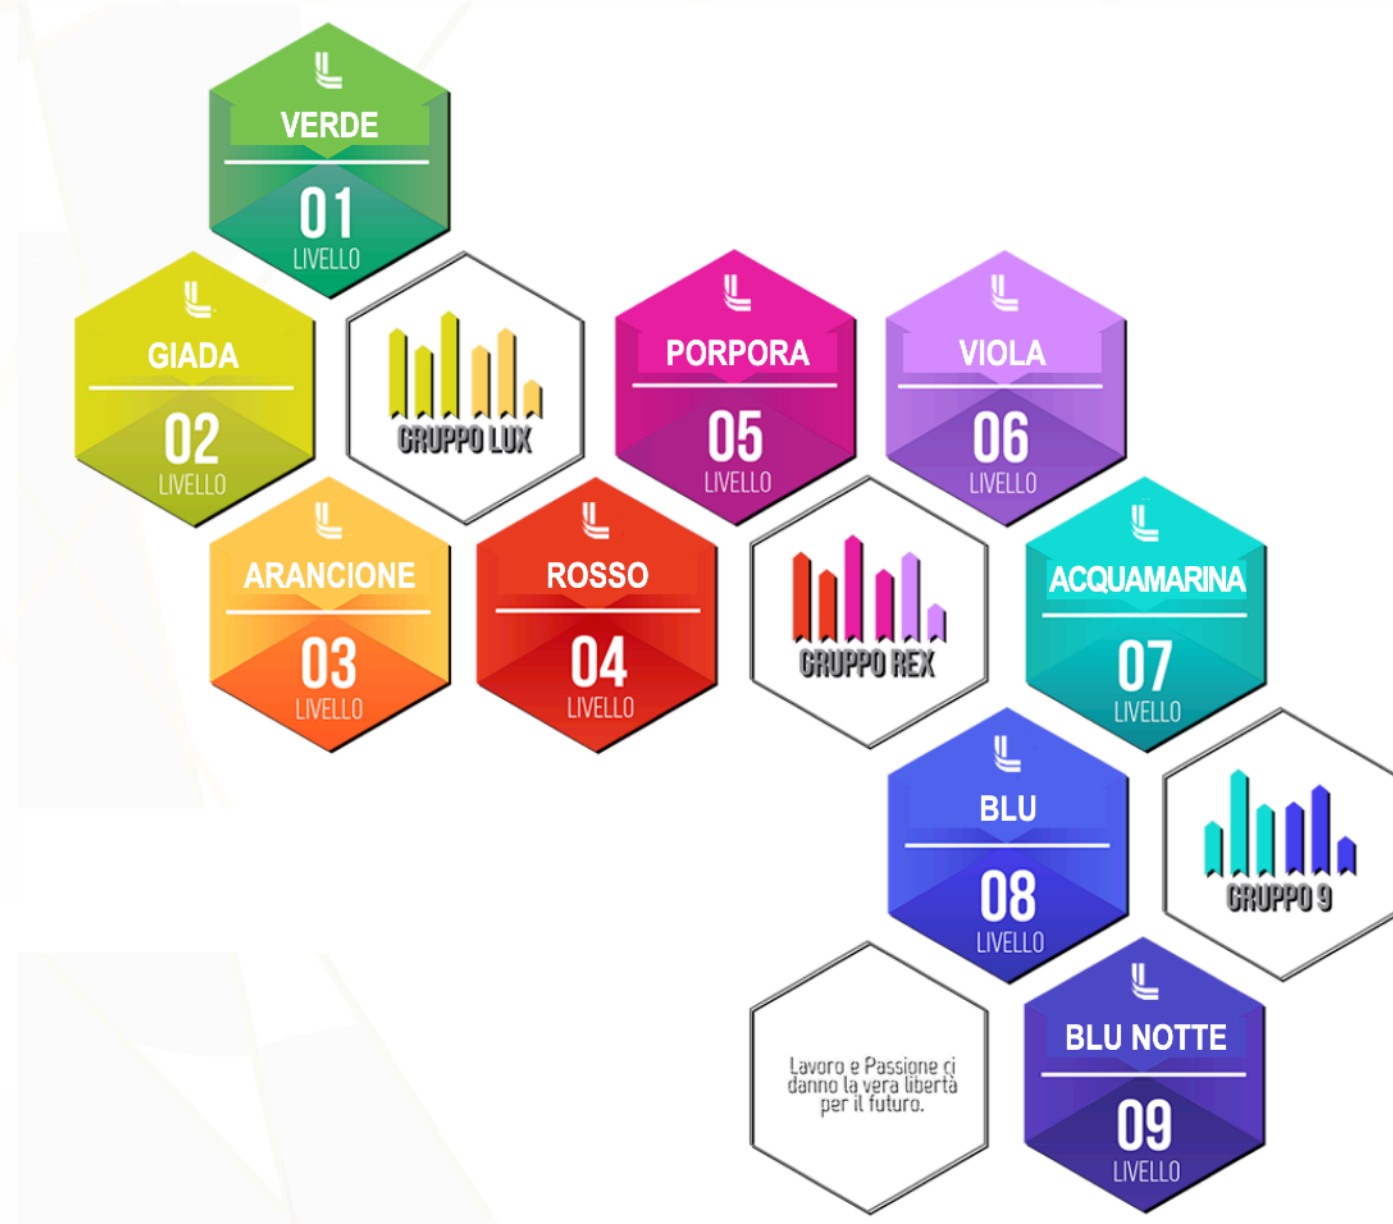 VERDE
01
LIVELLO
GIADA
02
LIVELLO
GRUPPO LUX
PORPORA
05
LIVELLO
VIOLA
06
LIVELLO
ARANCIONE
03
LIVELLO
ROSSO
04
LIVELLO
GRUPPO REX
ACQUAMARINA
07
LIVELLO
BLU
08
LIVELLO
GRUPPO 9
Lavoro e Passione ci
danno la vera libertà
per il futuro.
BLU NOTTE
09
LIVELLO